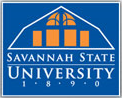 SAVANNAH STATE
UNIVERSITY
1 · 8 · 9 · 0